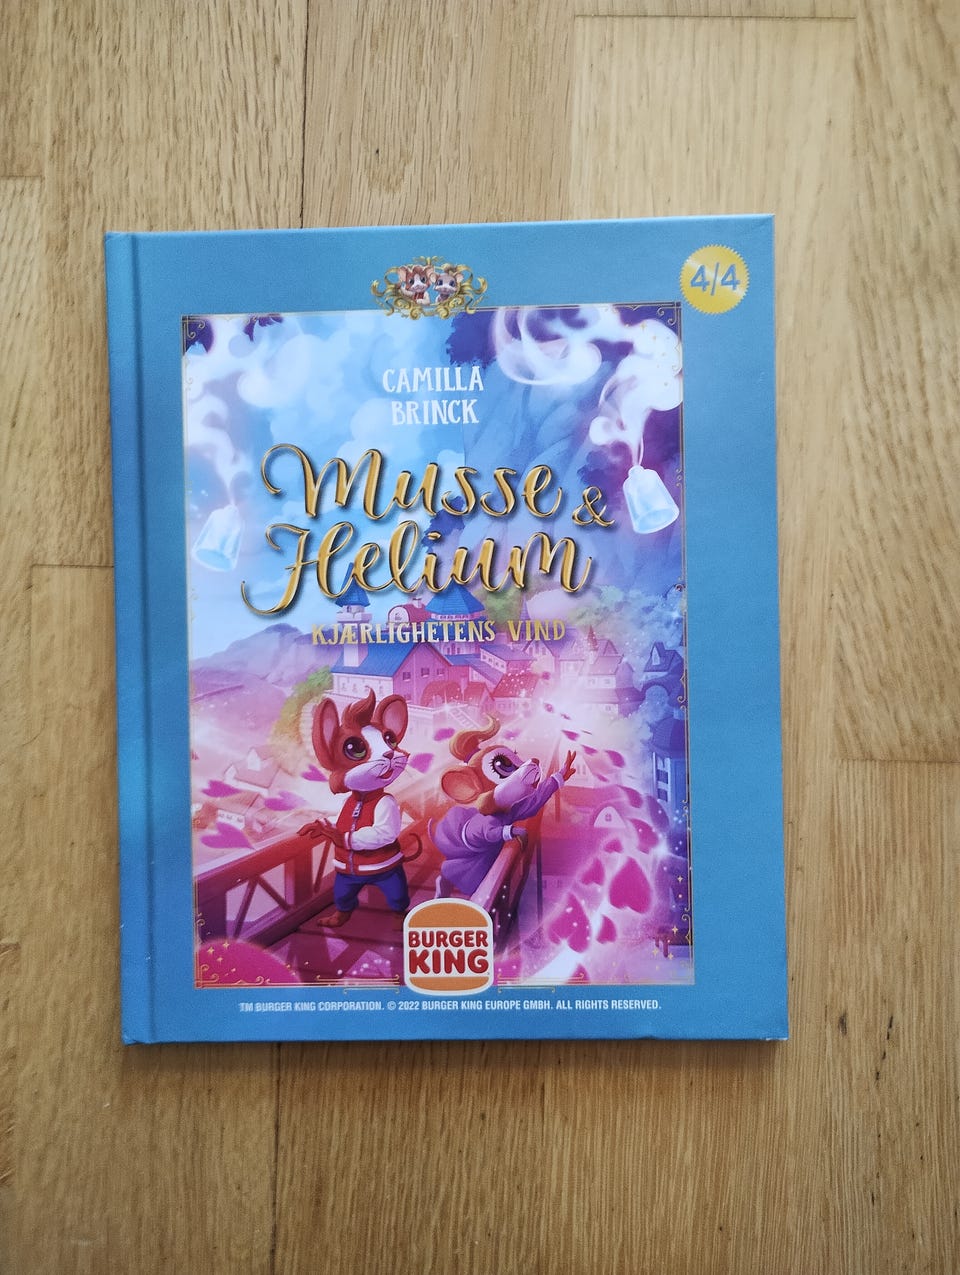 4/4
CAMILLA
BRINCK
Musse &
Helium
KJÆRLIGHETENS VIND
BURGER
KING
TM BURGER KING CORPORATION. © 2022 BURGER KING EUROPE GMBH. ALL RIGHTS RESERVED.